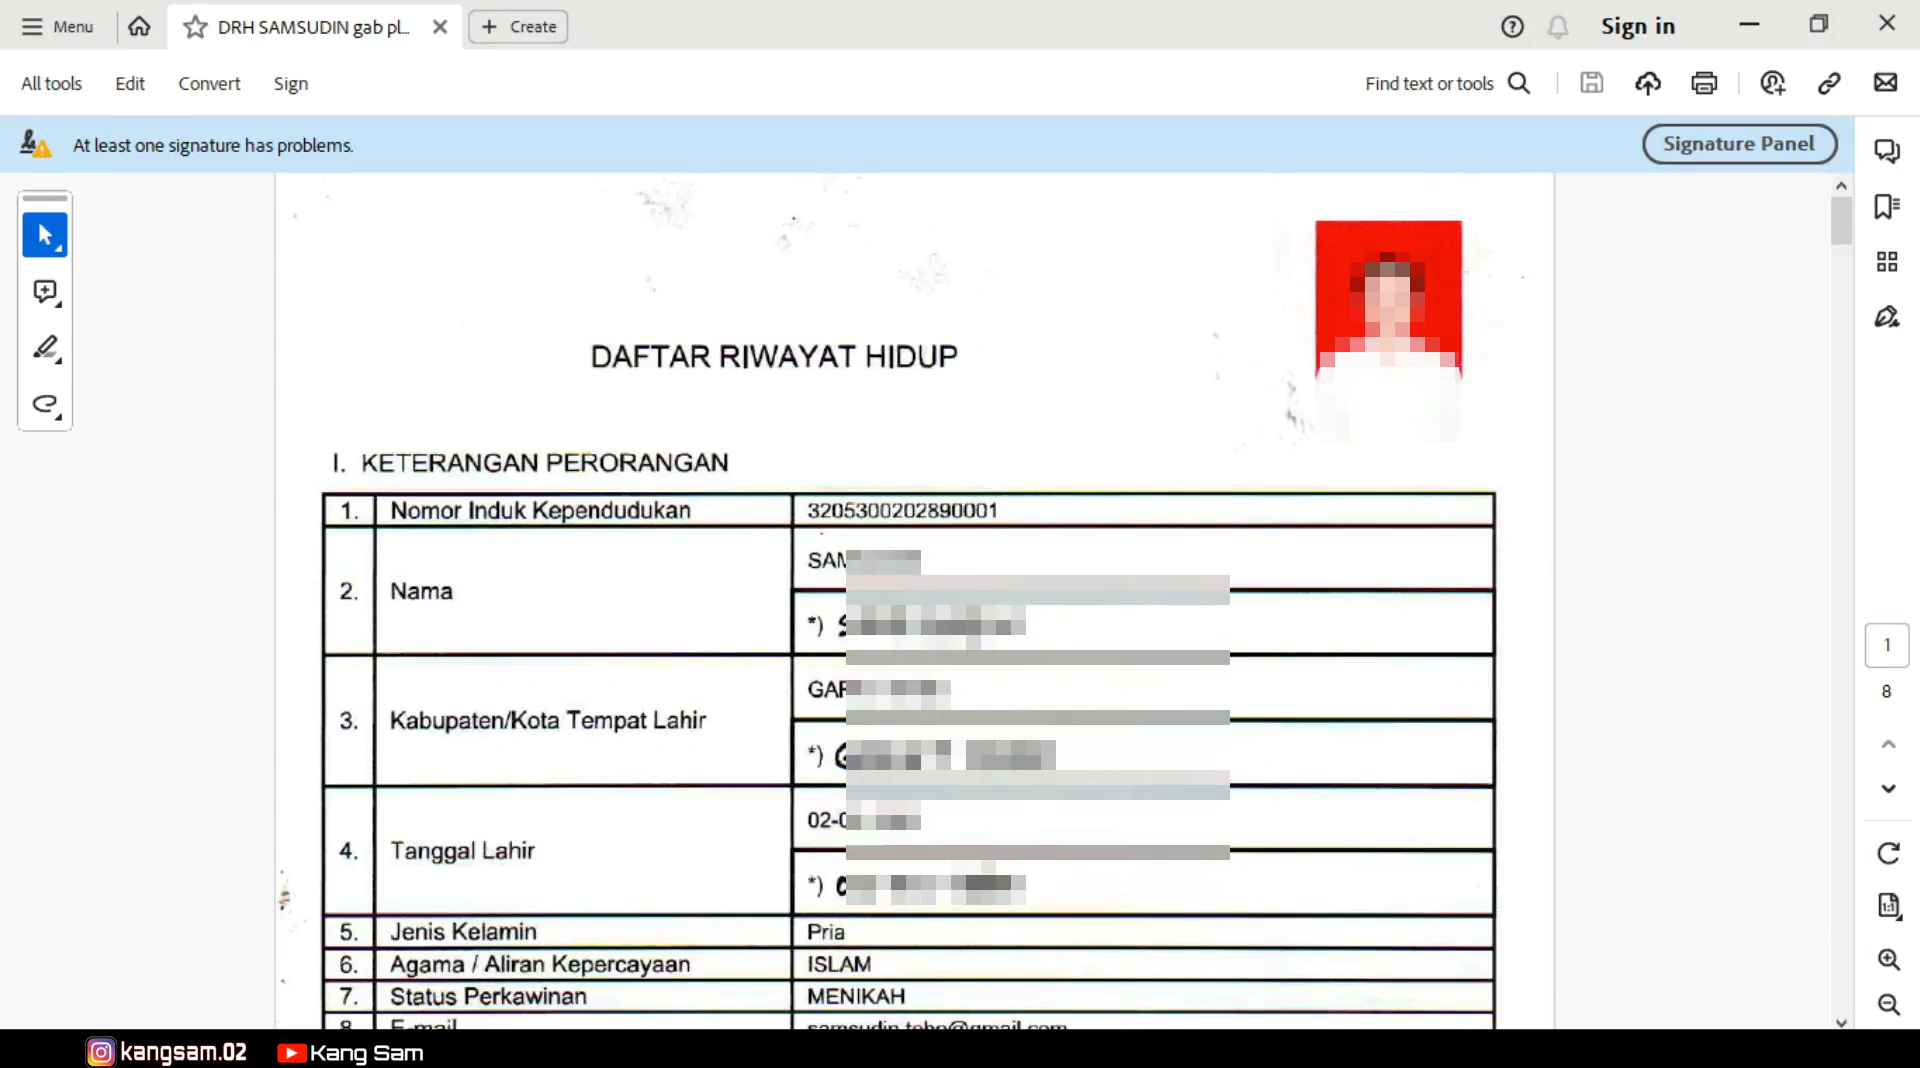 Menu
DRH SAMSUDIN gab pl...
Create
Sign in
All tools
Edit
Convert
Sign
Find text or tools
At least one signature has problems.
Signature Panel
DAFTAR RIWAYAT HIDUP
I. KETERANGAN PERORANGAN
1. Nomor Induk Kependudukan 3205300202890001
SAM
2. Nama
*)
GAR
3. Kabupaten/Kota Tempat Lahir
*)
02-0
4. Tanggal Lahir
*)
5. Jenis Kelamin Pria
6. Agama / Aliran Kepercayaan ISLAM
7. Status Perkawinan MENIKAH
8. E-mail samsudin.tebo@gmail.com
1
8
kangsam.02
Kang Sam